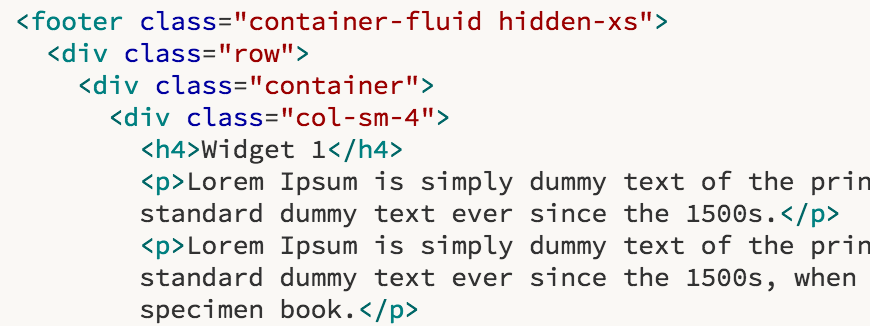 <footer class="container-fluid hidden-xs">
<div class="row">
<div class="container">
<div class="col-sm-4">
<h4>Widget 1</h4>
<p>Lorem Ipsum is simply dummy text of the prin
standard dummy text ever since the 1500s.</p>
<p>Lorem Ipsum is simply dummy text of the prin
standard dummy text ever since the 1500s, when
specimen book.</p>